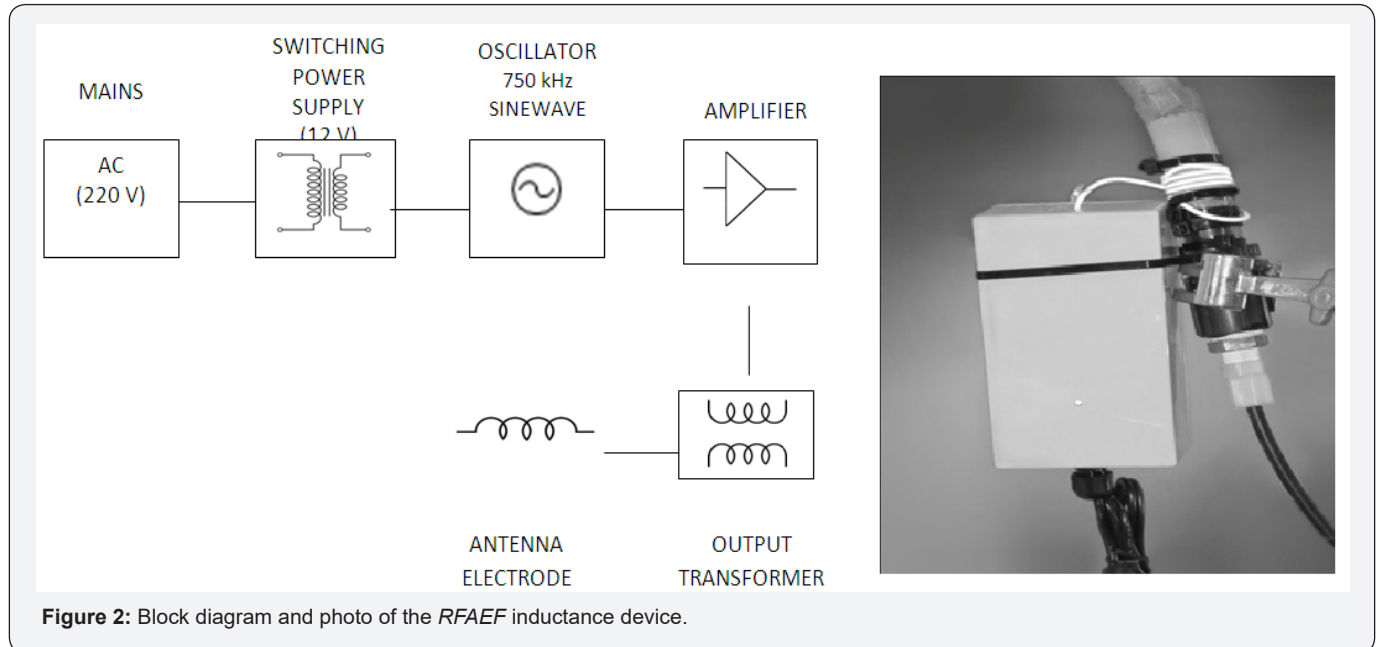 MAINS
AC
(220 V)
SWITCHING
POWER
SUPPLY
(12 V)
OSCILLATOR
750 kHz
SINEWAVE
AMPLIFIER
ANTENNA
ELECTRODE
OUTPUT
TRANSFORMER
Figure 2: Block diagram and photo of the RFAEF inductance device.